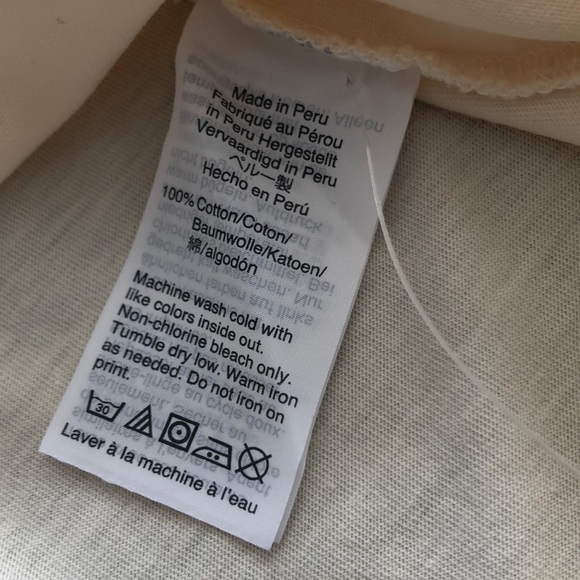 Made in Peru
Fabriqué au Pérou
in Peru Hergestellt
Vervaardigd in Peru
ペルー製
Hecho en Perú
100% Cotton/Coton/
Baumwolle/Katoen/
綿/algodón
Machine wash cold with
like colors inside out.
Non-chlorine bleach only.
Tumble dry low. Warm iron
as needed. Do not iron on
print.
30
Laver à la machine à l'eau